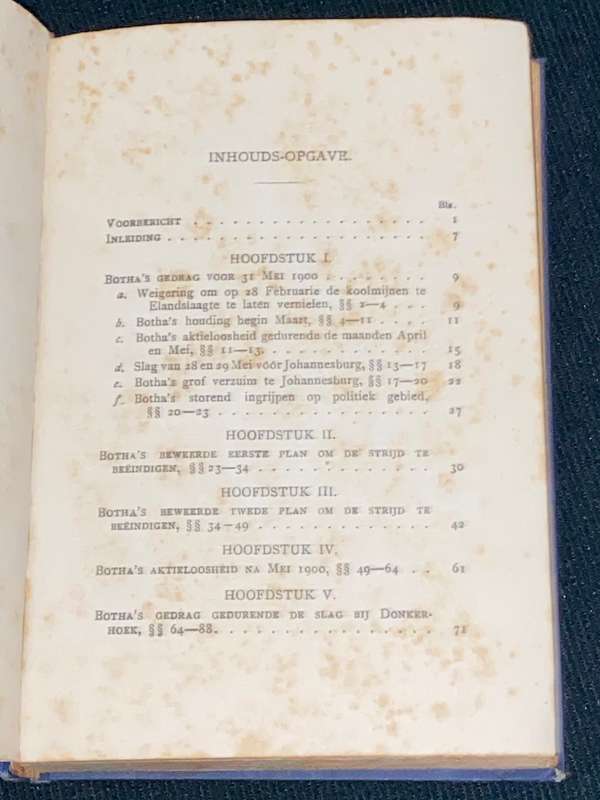 INHOUDS-OPGAVE.
Blz.
VOORBERICHT . . . . . . . . . . . . . . . 1
INLEIDING . . . . . . . . . . . . . . . . 7
HOOFDSTUK I.
BOTHA'S GEDRAG VOOR 31 MEI 1900 . . . . . . . . 9
a. Weigering om op 28 Februarie de koolmijnen te
Elandslaagte te laten vernielen, §§ 2—4 . . . 9
b. Botha's houding begin Maart, §§ 4—11 . . . . 11
c. Botha's aktieloosheid gedurende de maanden April
en Mei, §§ 11—13. . . . . . . . . . . . 15
d. Slag van 28 en 29 Mei vóór Johannesburg, §§ 13—17 18
e. Botha's grof verzuim te Johannesburg, §§ 17—20 22
f. Botha's storend ingrijpen op politiek gebied,
§§ 20—23 . . . . . . . . . . . . . . . 27
HOOFDSTUK II.
BOTHA'S BEWEERDE EERSTE PLAN OM DE STRIJD TE
BEËINDIGEN, §§ 23—34 . . . . . . . . . . . . 30
HOOFDSTUK III.
BOTHA'S BEWEERDE TWEDE PLAN OM DE STRIJD TE
BEËINDIGEN, §§ 34—49 . . . . . . . . . . . . 42
HOOFDSTUK IV.
BOTHA'S AKTIELOOSHEID NA MEI 1900, §§ 49—64 . . 61
HOOFDSTUK V.
BOTHA'S GEDRAG GEDURENDE DE SLAG BIJ DONKER-
HOEK, §§ 64—88. . . . . . . . . . . . . . . 71